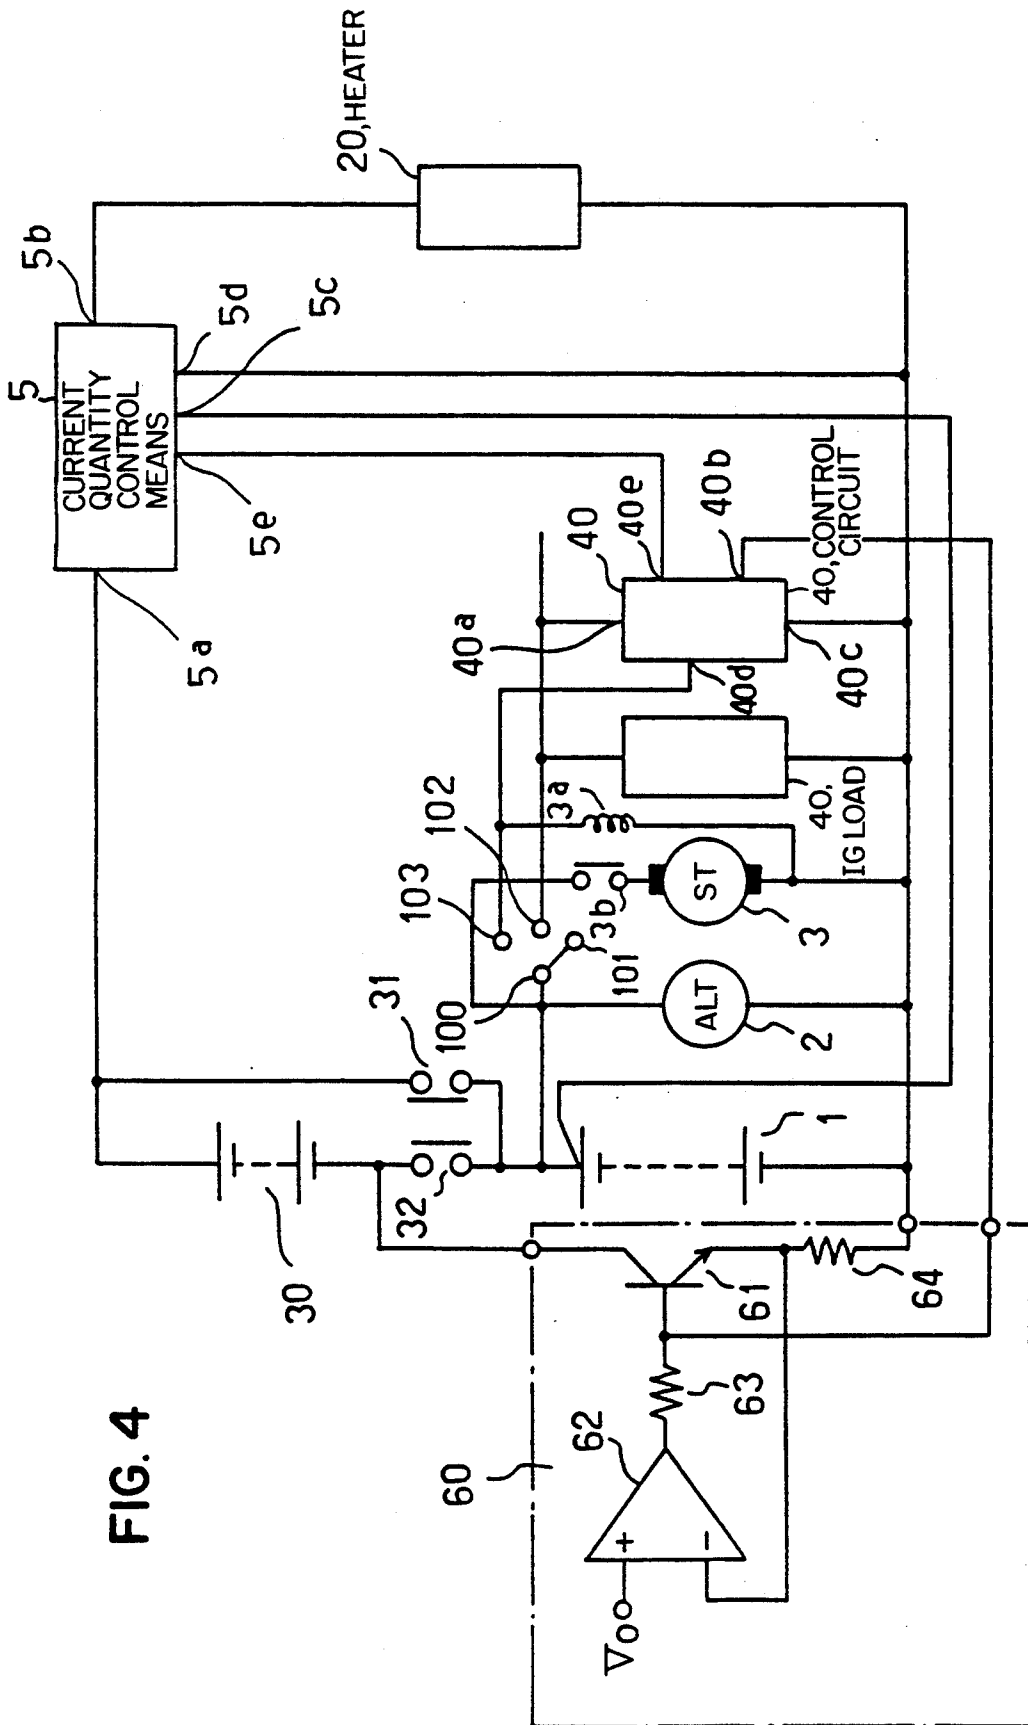 FIG. 4
5
CURRENT
QUANTITY
CONTROL
MEANS
5a
5b
5c
5d
5e
20, HEATER
30
31
32
100
101
102
103
1
ALT
2
ST
3
3a
3b
40,
IG LOAD
40
40a
40b
40c
40d
40e
40, CONTROL
CIRCUIT
60
61
62
63
64
+
−
Vo